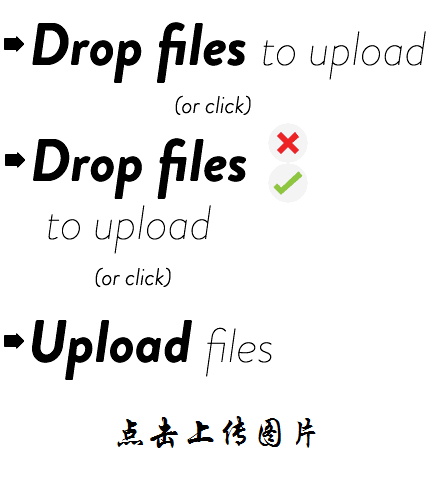 Drop files to upload
(or click)
Drop files
to upload
(or click)
Upload files
点击上传图片